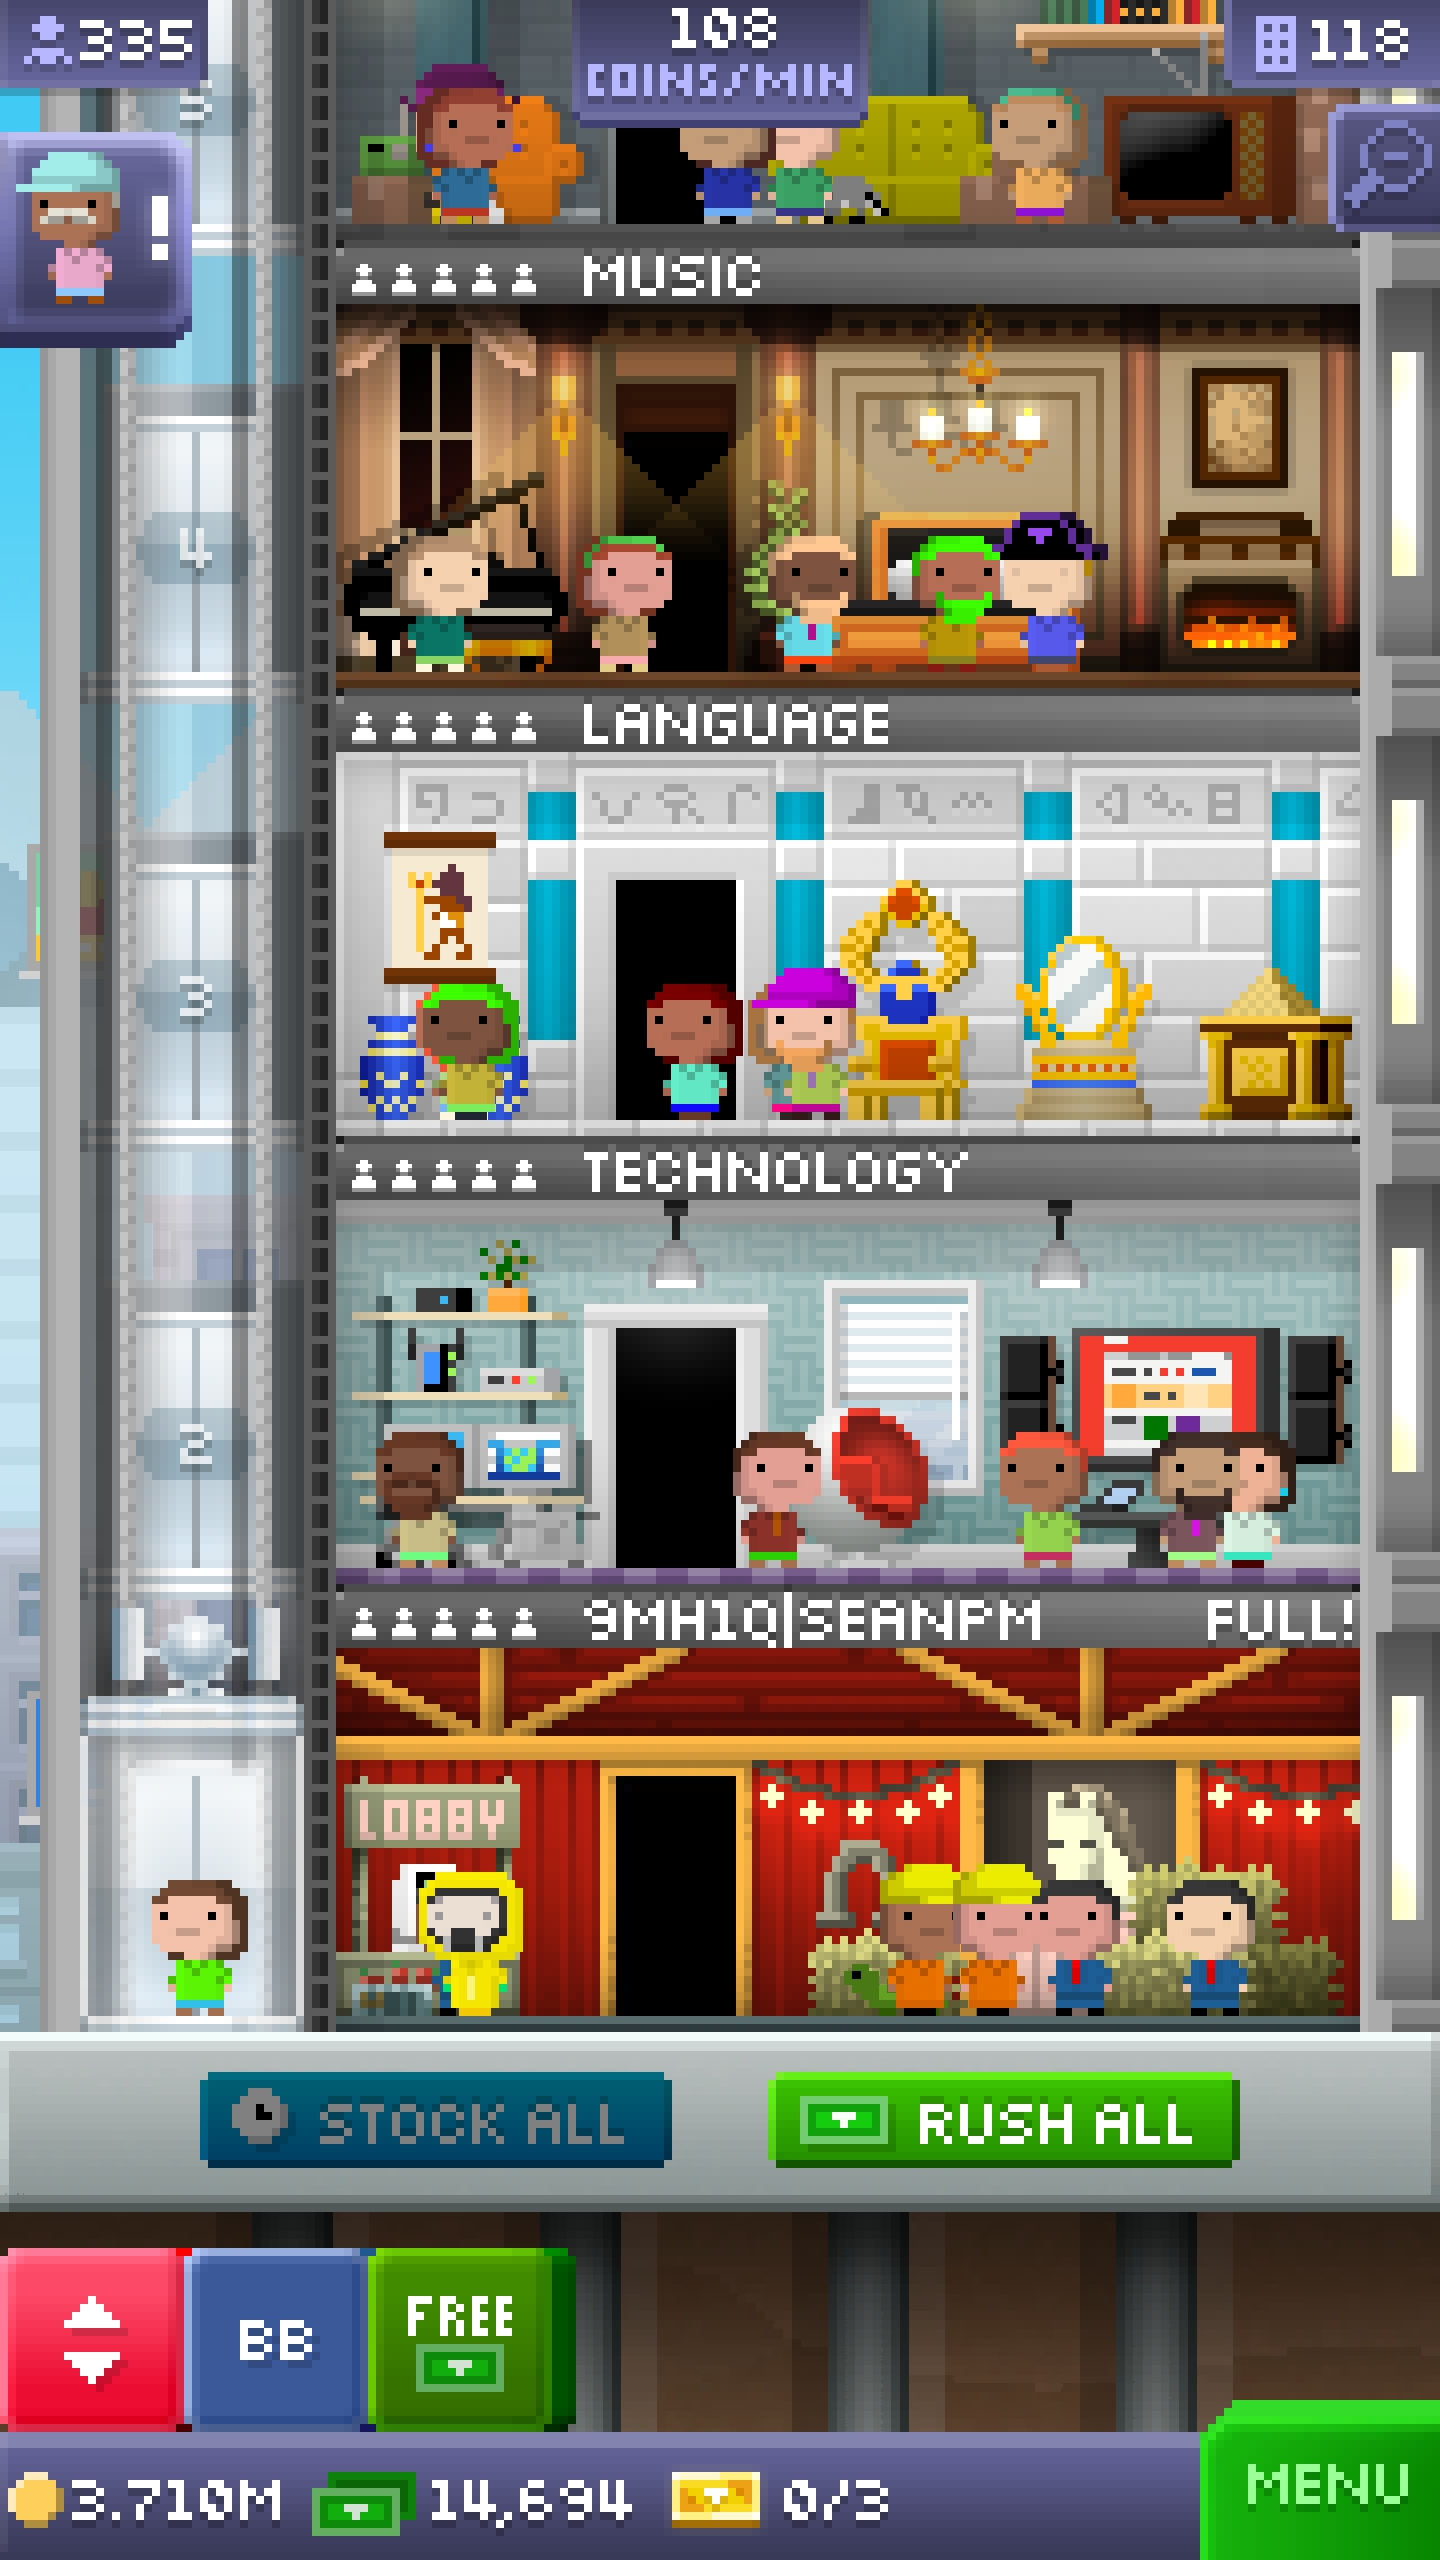 335
108
COINS/MIN
118
5
!
MUSIC
4
LANGUAGE
3
TECHNOLOGY
2
9MH1Q|SEANPM FULL!
LOBBY
STOCK ALL
RUSH ALL
BB
FREE
3.710M
14,694
0/3
MENU